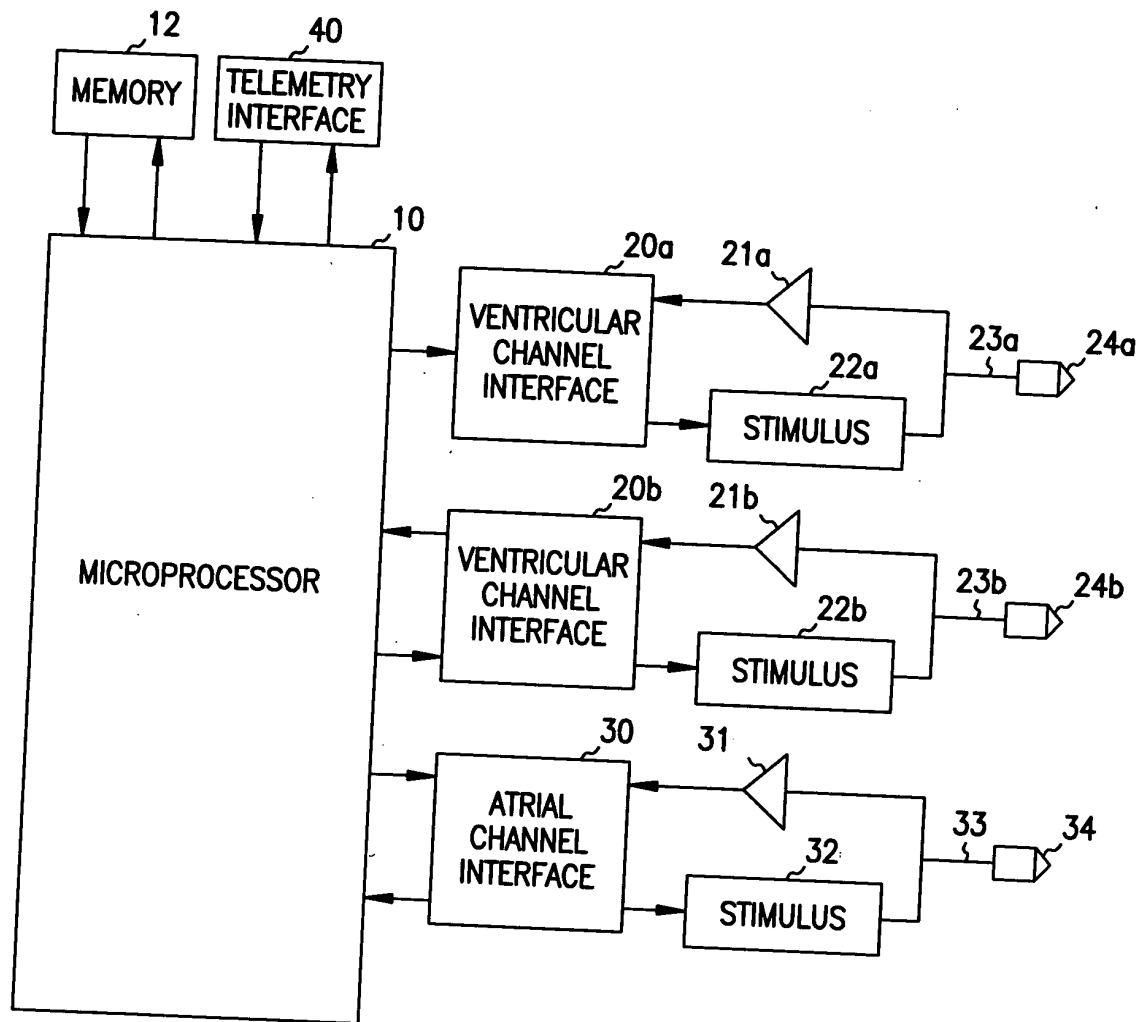 12
40
MEMORY
TELEMETRY
INTERFACE
10
20a
21a
VENTRICULAR
CHANNEL
INTERFACE
23a
24a
22a
STIMULUS
20b
21b
MICROPROCESSOR
VENTRICULAR
CHANNEL
INTERFACE
23b
24b
22b
STIMULUS
30
31
ATRIAL
CHANNEL
INTERFACE
33
34
32
STIMULUS